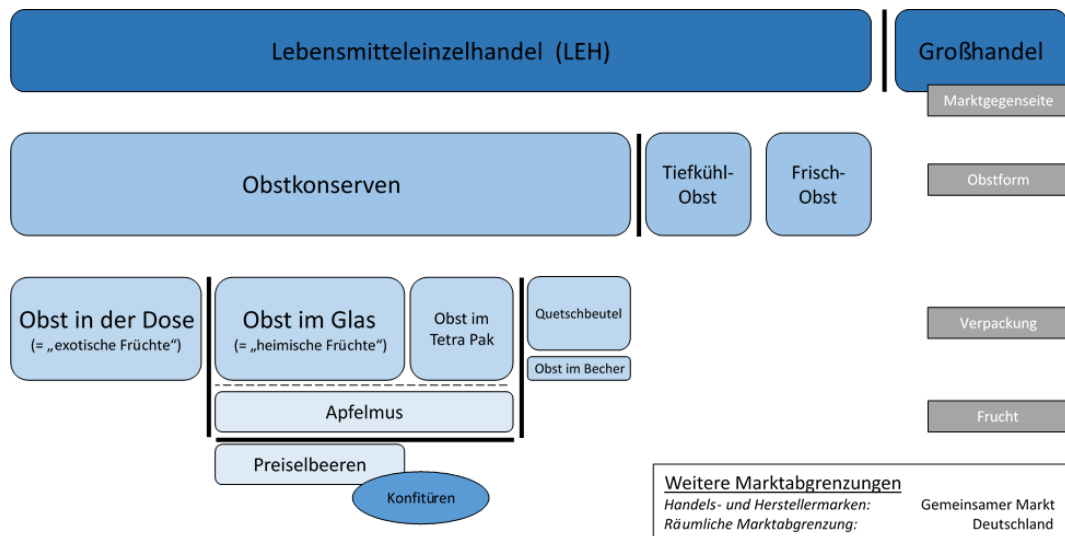 Lebensmitteleinzelhandel (LEH)
Großhandel
Marktgegenseite
Obstkonserven
Tiefkühl-
Obst
Frisch-
Obst
Obstform
Obst in der Dose
(= „exotische Früchte“)
Obst im Glas
(= „heimische Früchte“)
Obst im
Tetra Pak
Quetschbeutel
Obst im Becher
Verpackung
Apfelmus
Frucht
Preiselbeeren
Konfitüren
Weitere Marktabgrenzungen
Handels- und Herstellermarken: Gemeinsamer Markt
Räumliche Marktabgrenzung: Deutschland